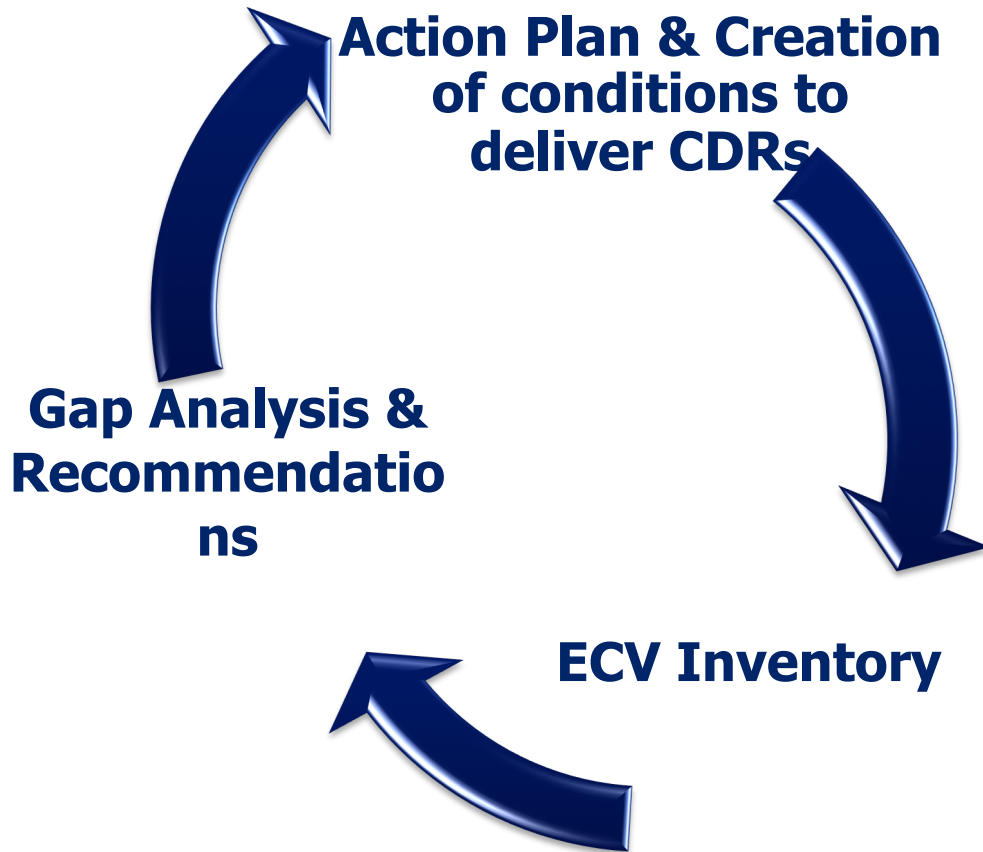 Action Plan & Creation
of conditions to
deliver CDRs
Gap Analysis &
Recommendatio
ns
ECV Inventory